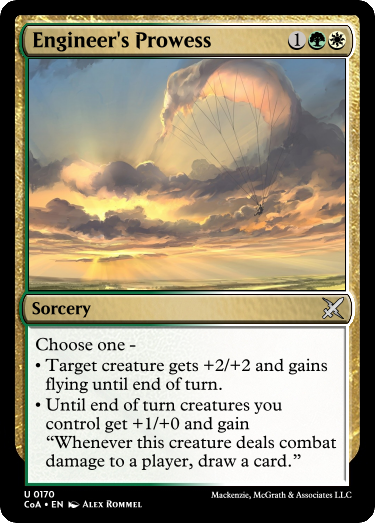 Engineer's Prowess 1
Sorcery
Choose one -
• Target creature gets +2/+2 and gains
flying until end of turn.
• Until end of turn creatures you
control get +1/+0 and gain
“Whenever this creature deals combat
damage to a player, draw a card.”
U 0170
CoA • EN Alex Rommel
Mackenzie, McGrath & Associates LLC